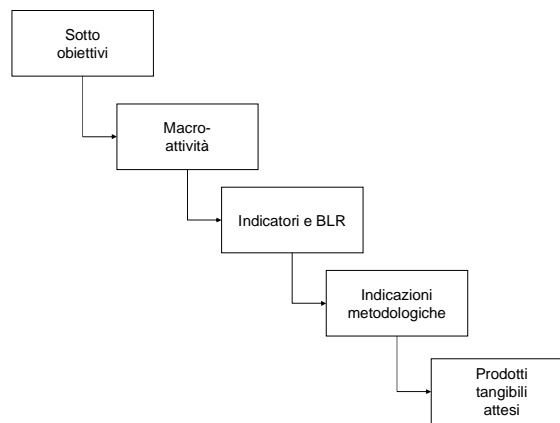 Sotto
obiettivi
Macro-
attività
Indicatori e BLR
Indicazioni
metodologiche
Prodotti
tangibili
attesi